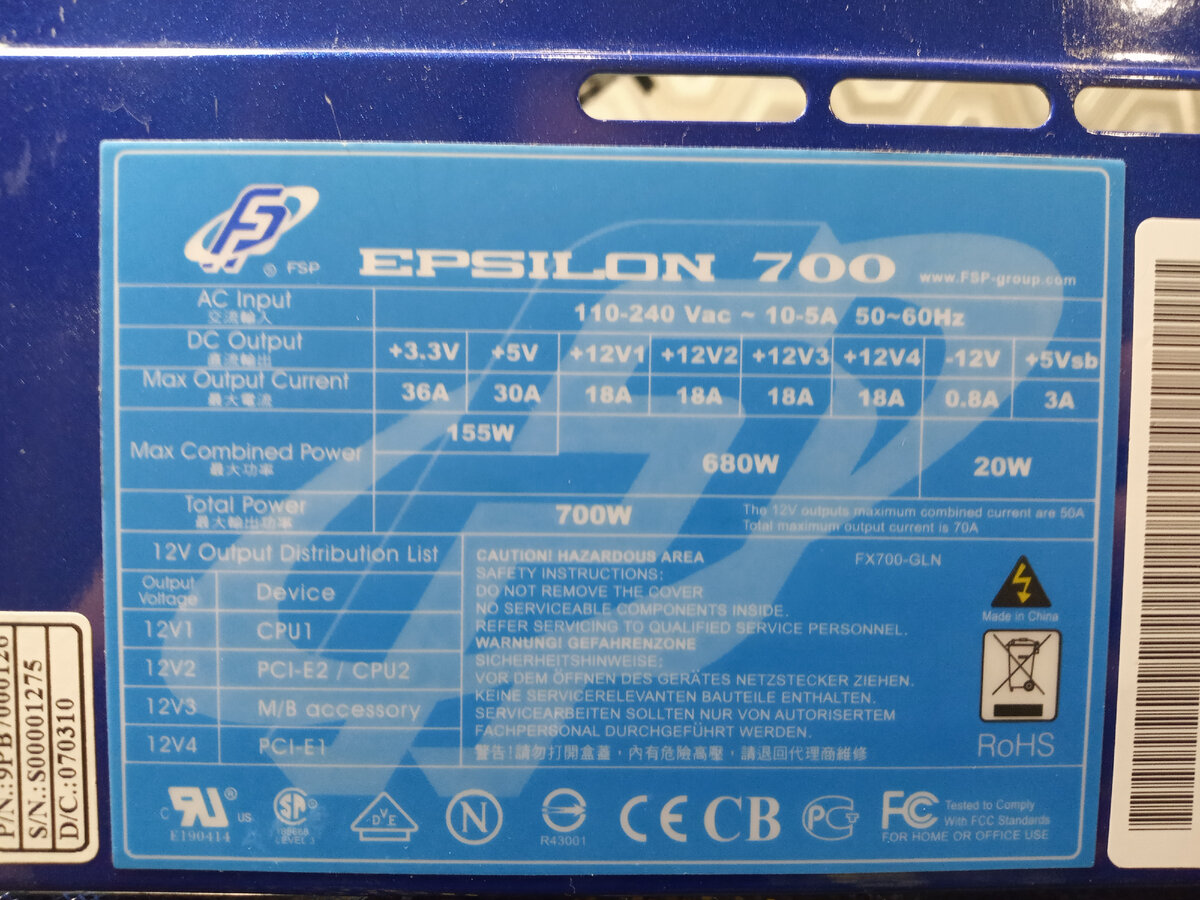 FSP
EPSILON 700
www.FSP-group.com
AC Input
交流輸入
110-240 Vac ~ 10-5A 50~60Hz
DC Output
直流輸出
+3.3V +5V +12V1 +12V2 +12V3 +12V4 -12V +5Vsb
Max Output Current
最大電流
36A 30A 18A 18A 18A 18A 0.8A 3A
Max Combined Power
最大功率
155W
680W
20W
Total Power
最大輸出功率
700W
The 12V outputs maximum combined current are 50A
Total maximum output current is 70A
12V Output Distribution List
Output Voltage
Device
12V1 CPU1
12V2 PCI-E2 / CPU2
12V3 M/B accessory
12V4 PCI-E1
CAUTION! HAZARDOUS AREA
SAFETY INSTRUCTIONS:
DO NOT REMOVE THE COVER
NO SERVICEABLE COMPONENTS INSIDE.
REFER SERVICING TO QUALIFIED SERVICE PERSONNEL.
WARNUNG! GEFAHRENZONE
SICHERHEITSHINWEISE:
VOR DEM ÖFFNEN DES GERÄTES NETZSTECKER ZIEHEN.
KEINE SERVICERELEVANTEN BAUTEILE ENTHALTEN.
SERVICEARBEITEN SOLLTEN NUR VON AUTORISERTEM
FACHPERSONAL DURCHGEFÜHRT WERDEN.
警告!請勿打開盒蓋，內有危險高壓，請退回代理商維修
FX700-GLN
Made in China
RoHS
c RU ® US
E190414
SP
LEVEL 3
DVE
N
R43001
CE
CB
PCT
FC
Tested to Comply
With FCC Standards
FOR HOME OR OFFICE USE
P/N:9PB7000126
S/N:S000001275
D/C:070310